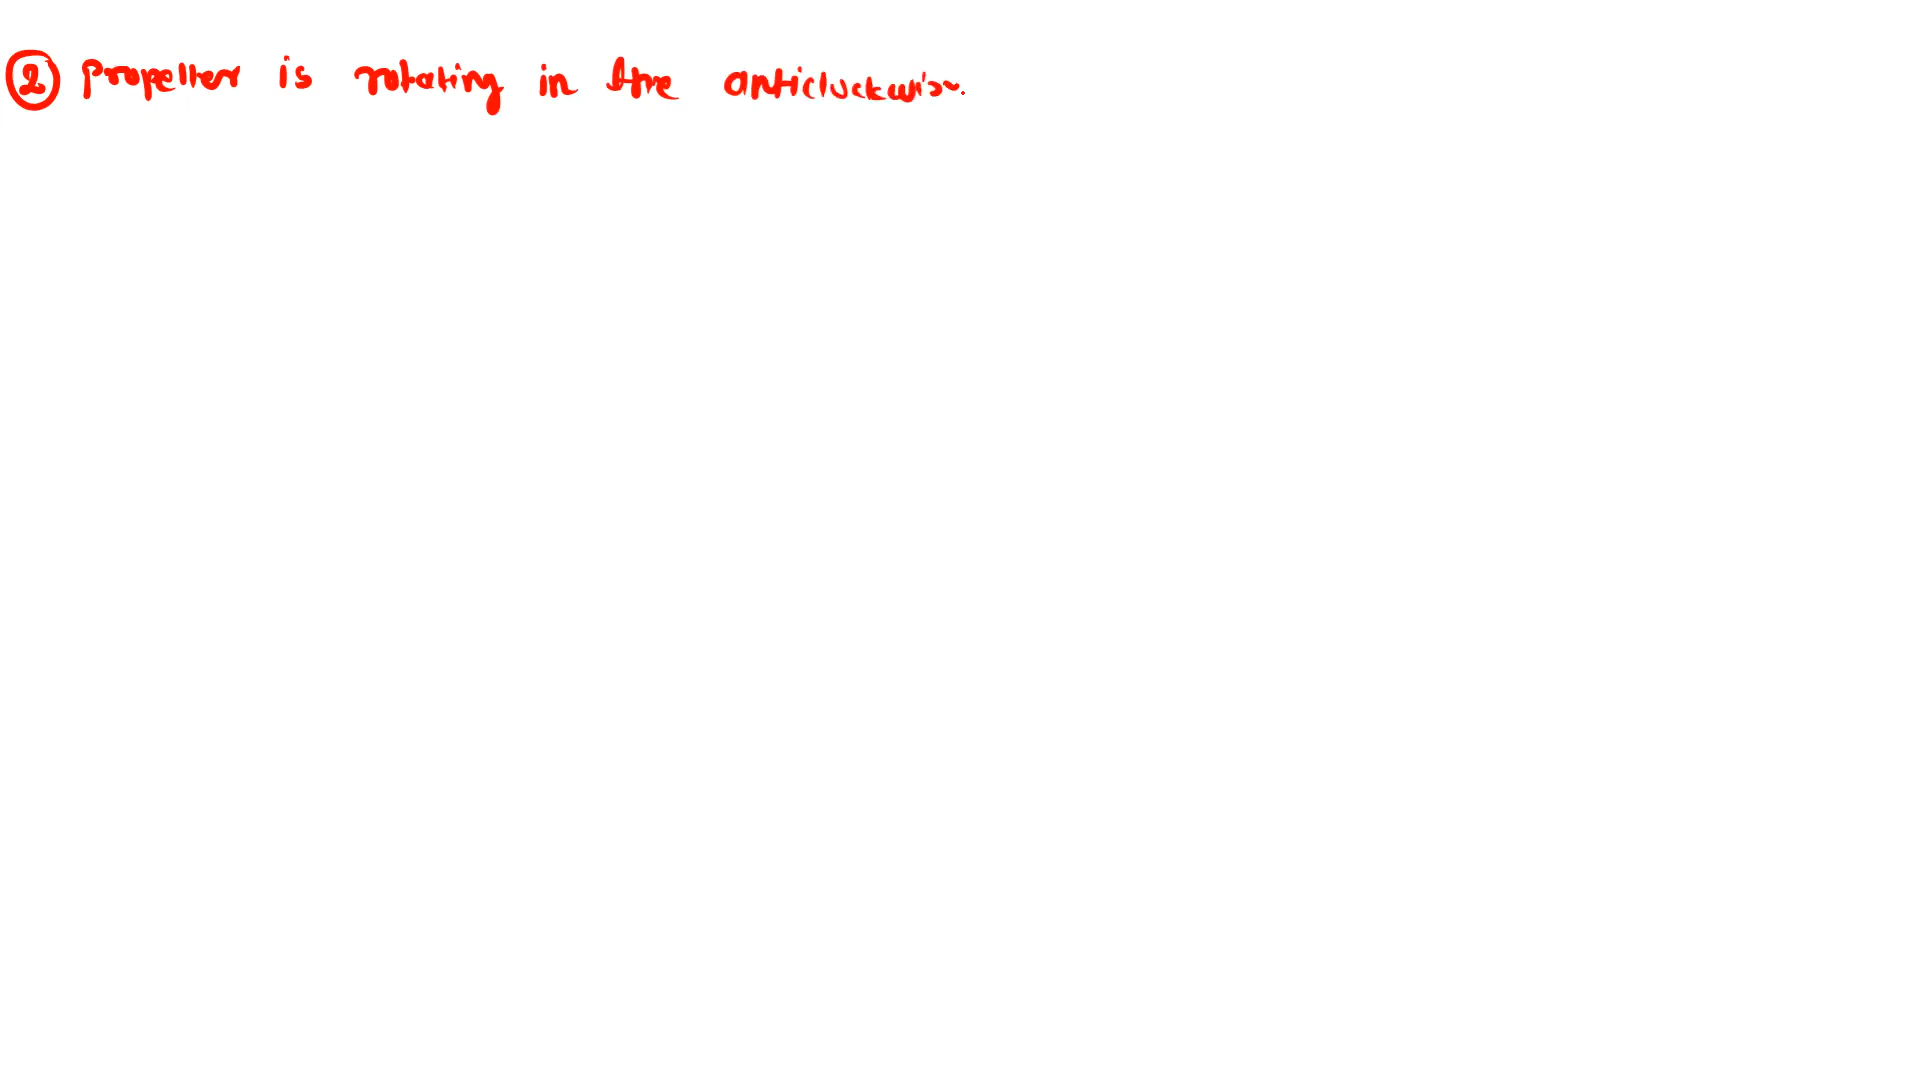 ② Propeller is rotating in the anticlockwise.